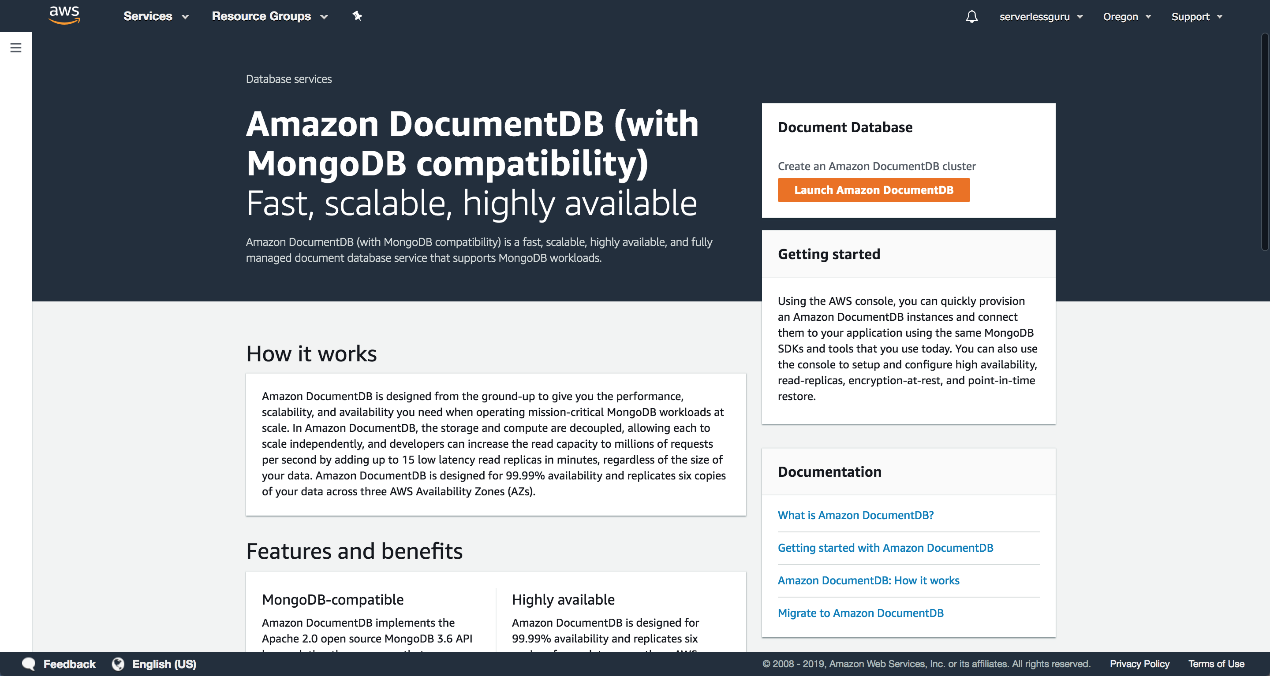 aws
Services
Resource Groups
serverlessguru
Oregon
Support
Database services
Amazon DocumentDB (with
MongoDB compatibility)
Fast, scalable, highly available
Amazon DocumentDB (with MongoDB compatibility) is a fast, scalable, highly available, and fully
managed document database service that supports MongoDB workloads.
Document Database
Create an Amazon DocumentDB cluster
Launch Amazon DocumentDB
Getting started
Using the AWS console, you can quickly provision
an Amazon DocumentDB instances and connect
them to your application using the same MongoDB
SDKs and tools that you use today. You can also use
the console to setup and configure high availability,
read-replicas, encryption-at-rest, and point-in-time
restore.
How it works
Amazon DocumentDB is designed from the ground-up to give you the performance,
scalability, and availability you need when operating mission-critical MongoDB workloads at
scale. In Amazon DocumentDB, the storage and compute are decoupled, allowing each to
scale independently, and developers can increase the read capacity to millions of requests
per second by adding up to 15 low latency read replicas in minutes, regardless of the size of
your data. Amazon DocumentDB is designed for 99.99% availability and replicates six copies
of your data across three AWS Availability Zones (AZs).
Documentation
What is Amazon DocumentDB?
Getting started with Amazon DocumentDB
Amazon DocumentDB: How it works
Migrate to Amazon DocumentDB
Features and benefits
MongoDB-compatible
Amazon DocumentDB implements the
Apache 2.0 open source MongoDB 3.6 API
Highly available
Amazon DocumentDB is designed for
99.99% availability and replicates six
Feedback
English (US)
© 2008 - 2019, Amazon Web Services, Inc. or its affiliates. All rights reserved.
Privacy Policy
Terms of Use